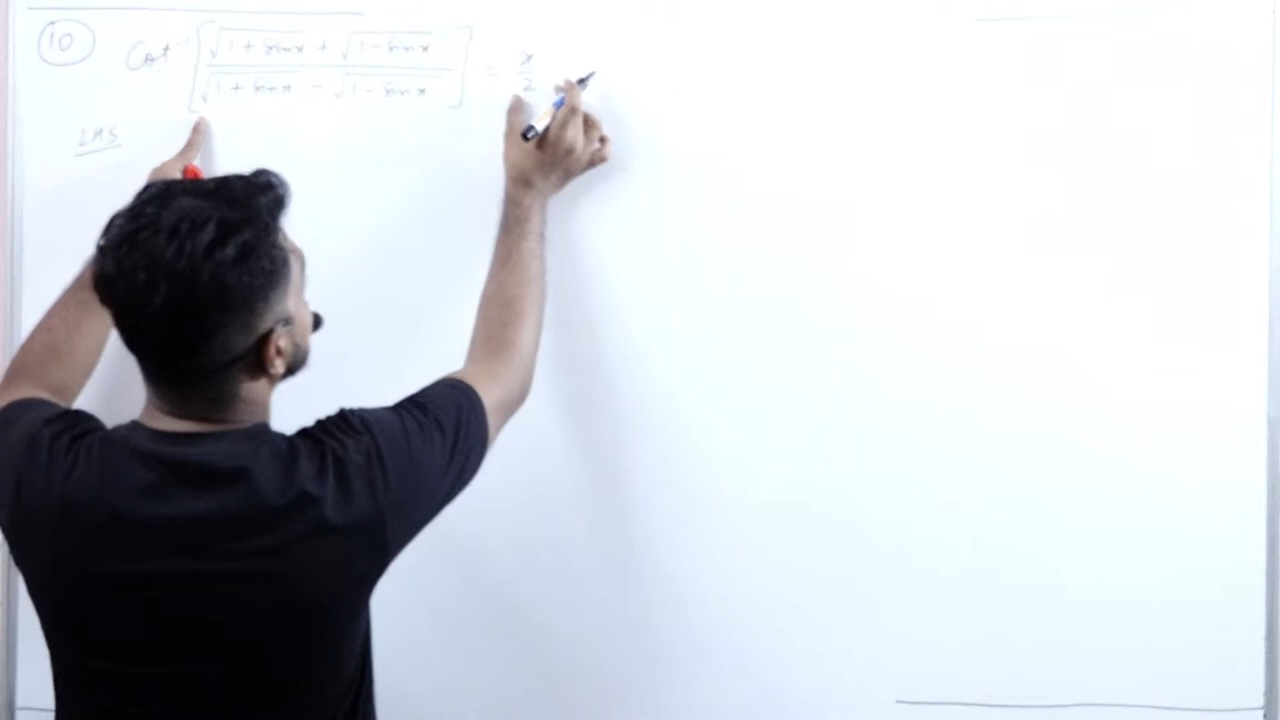 10 Cot⁻¹ [ (√(1 + sin x) + √(1 - sin x)) / (√(1 + sin x) - √(1 - sin x)) ] = x/2
LHS